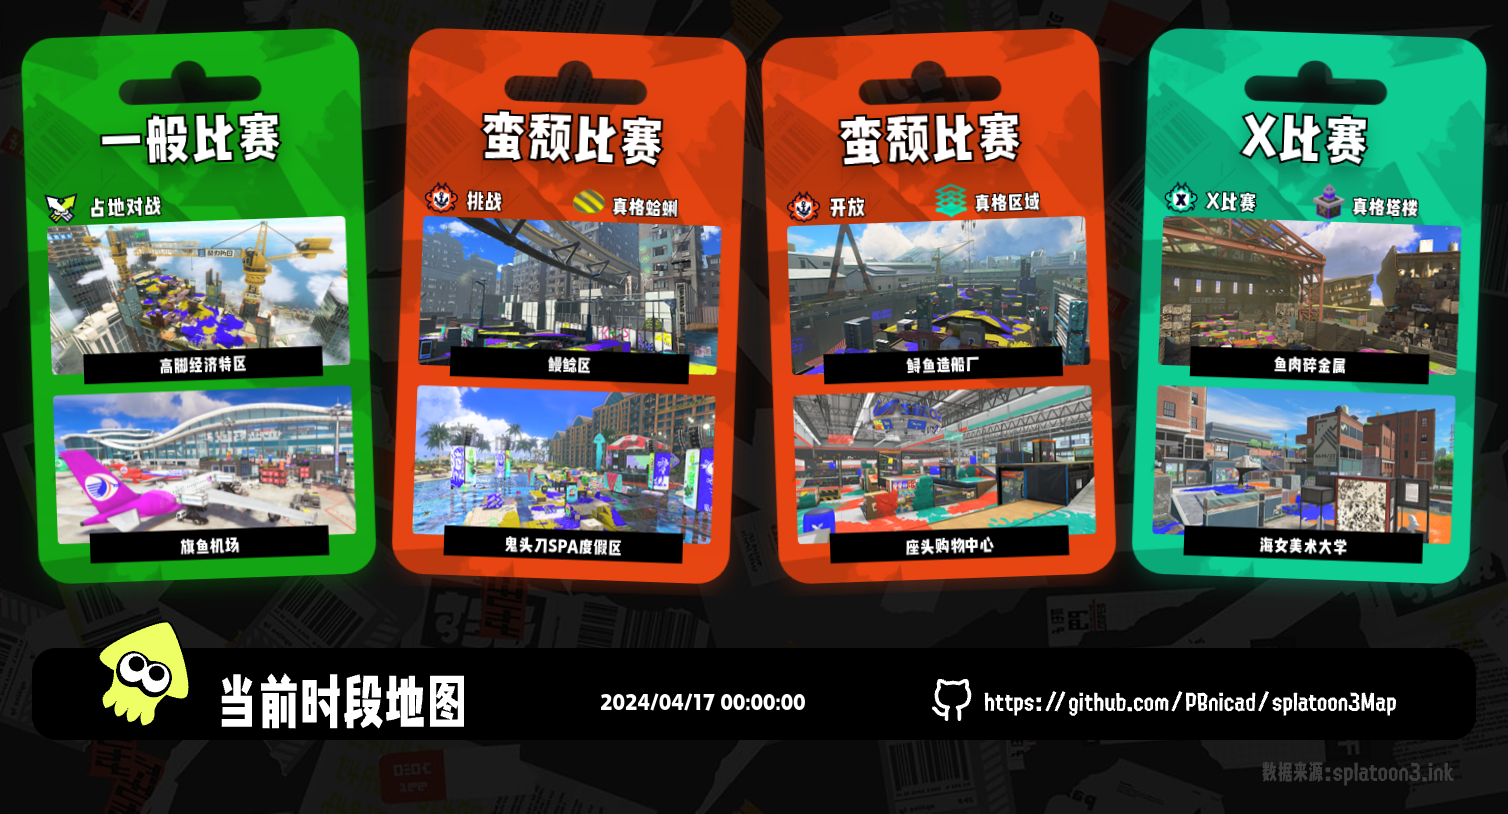 一般比赛
占地对战
高脚经济特区
旗鱼机场
蛮颓比赛
挑战
真格蛤蜊
鳗鲶区
鬼头刀SPA度假区
蛮颓比赛
开放
真格区域
鲟鱼造船厂
座头购物中心
X比赛
X比赛
真格塔楼
鱼肉碎金属
海女美术大学
当前时段地图
2024/04/17 00:00:00
https://github.com/PBnicad/splatoon3Map
数据来源:splatoon3.ink